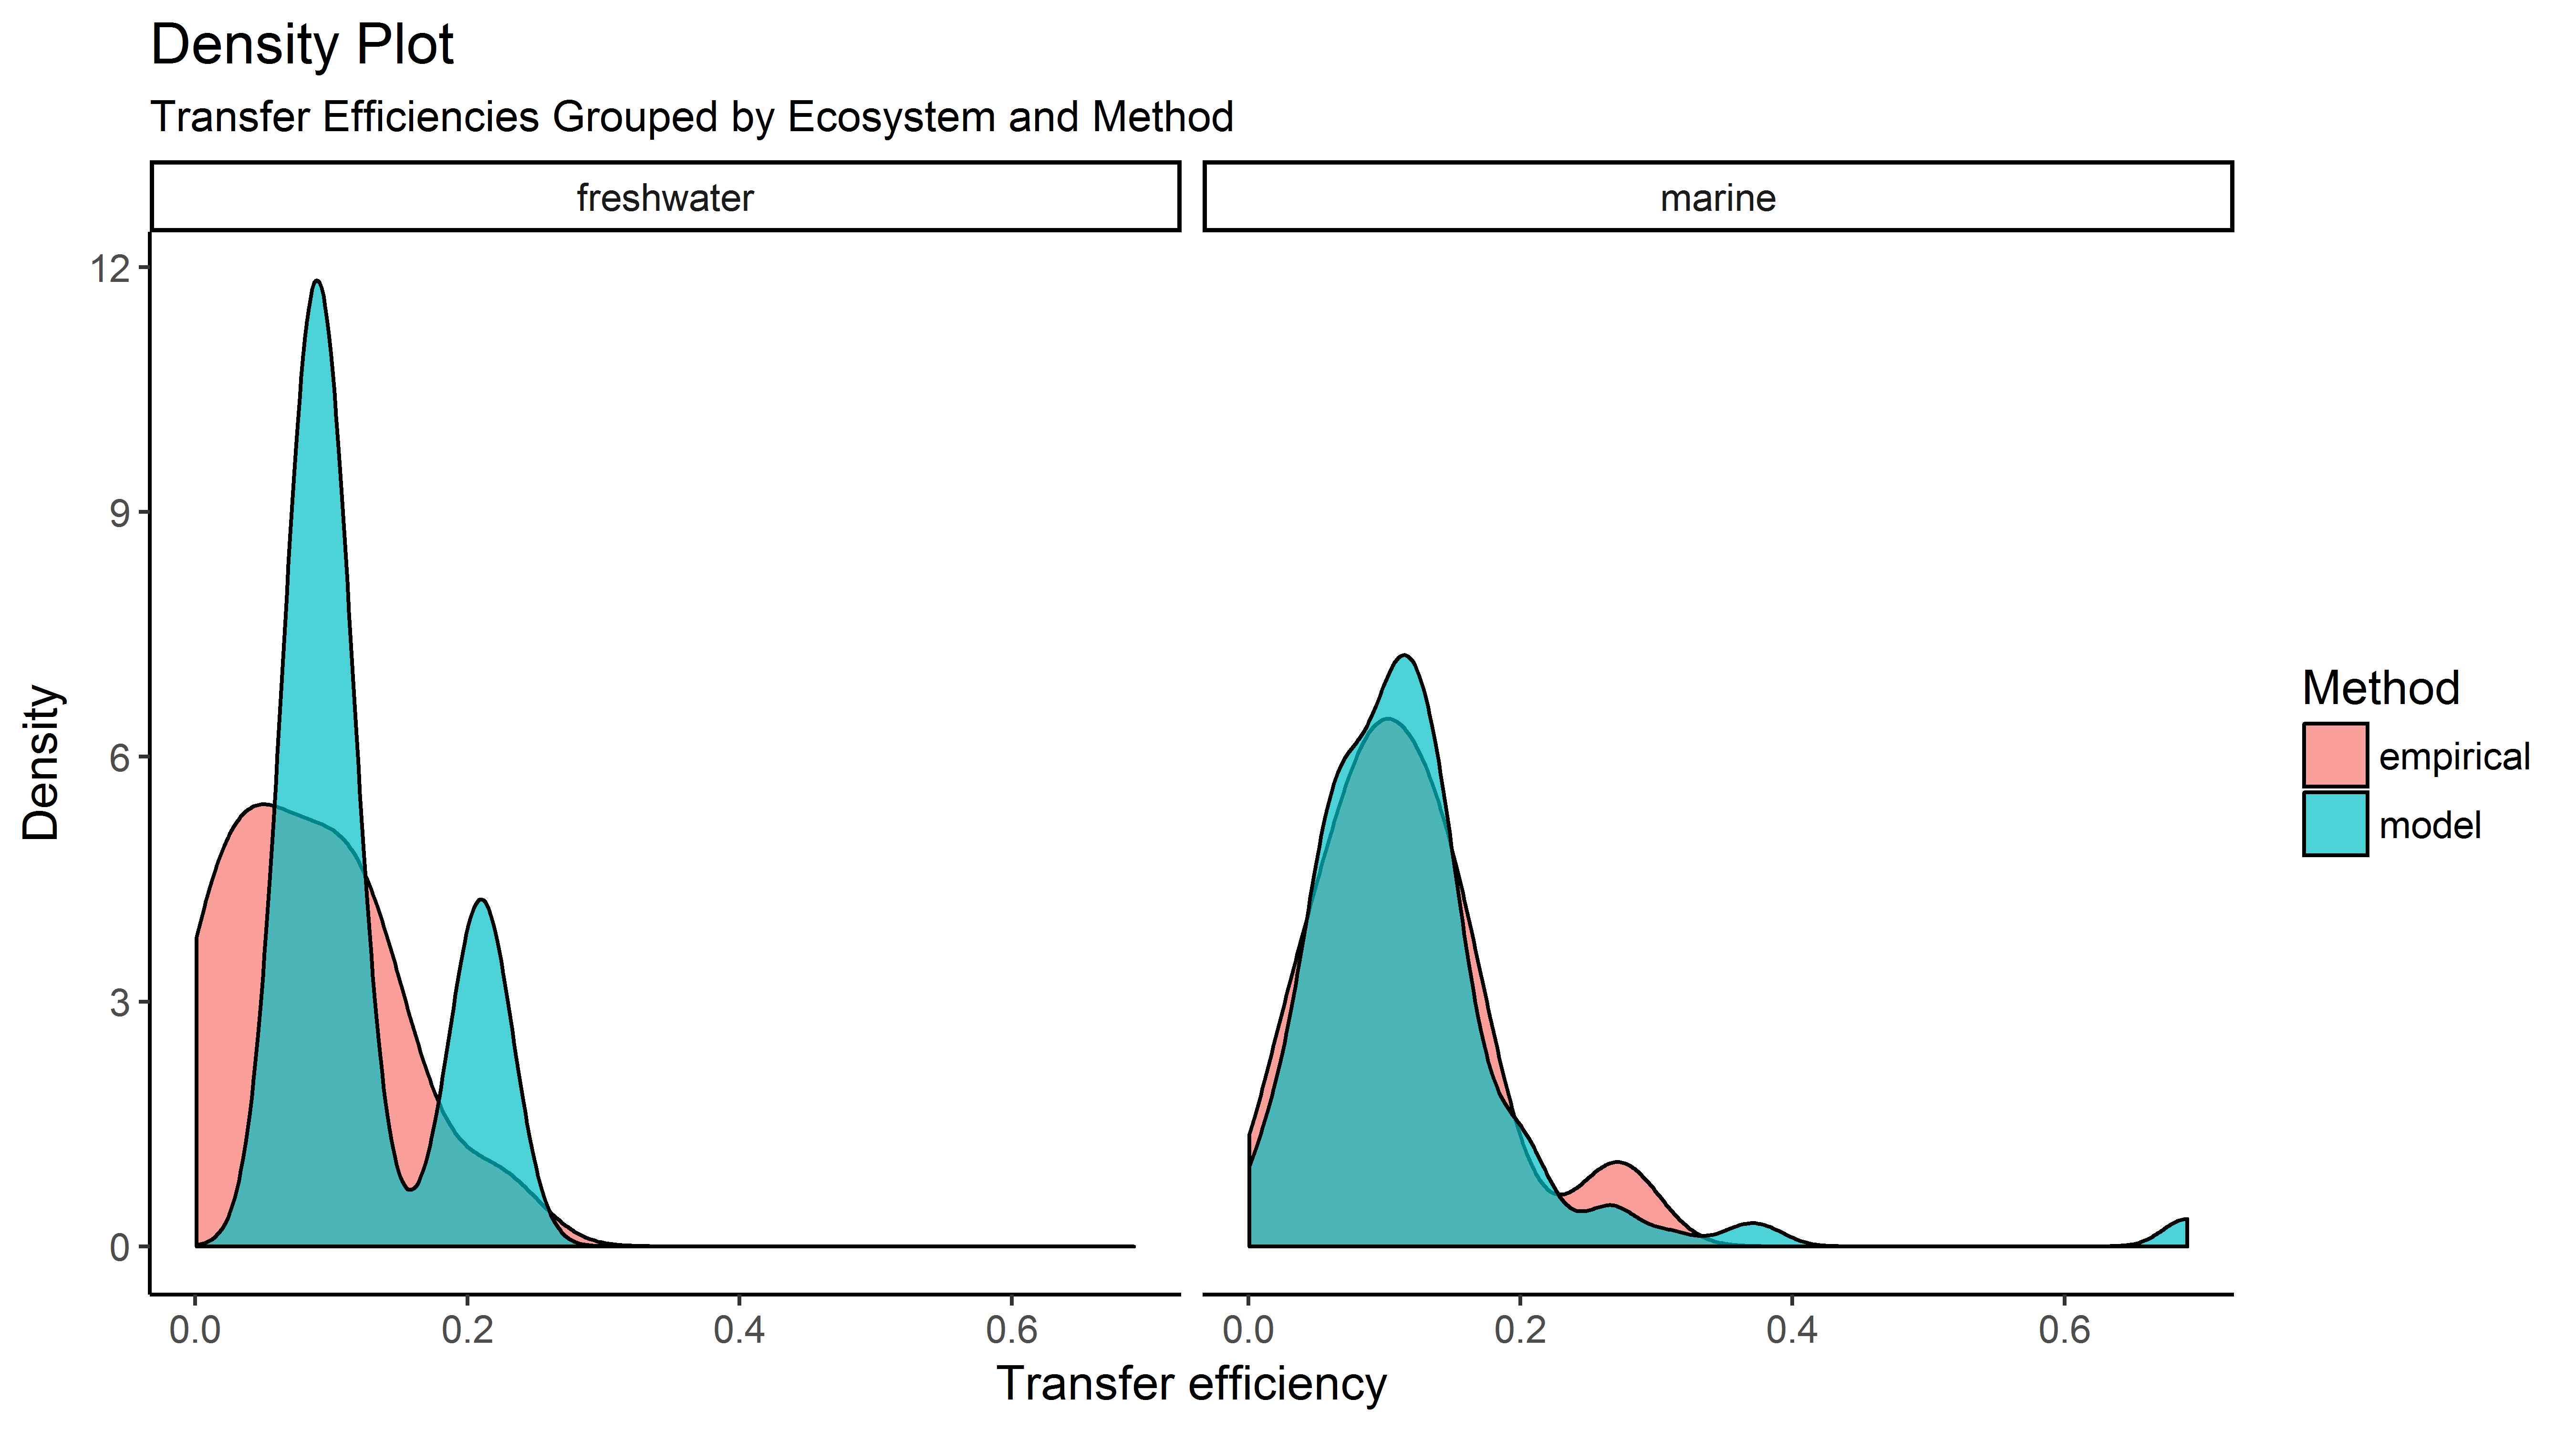 Density Plot
Transfer Efficiencies Grouped by Ecosystem and Method
freshwater
marine
12
9
6
3
0
Density
0.0 0.2 0.4 0.6
0.0 0.2 0.4 0.6
Transfer efficiency
Method
empirical
model